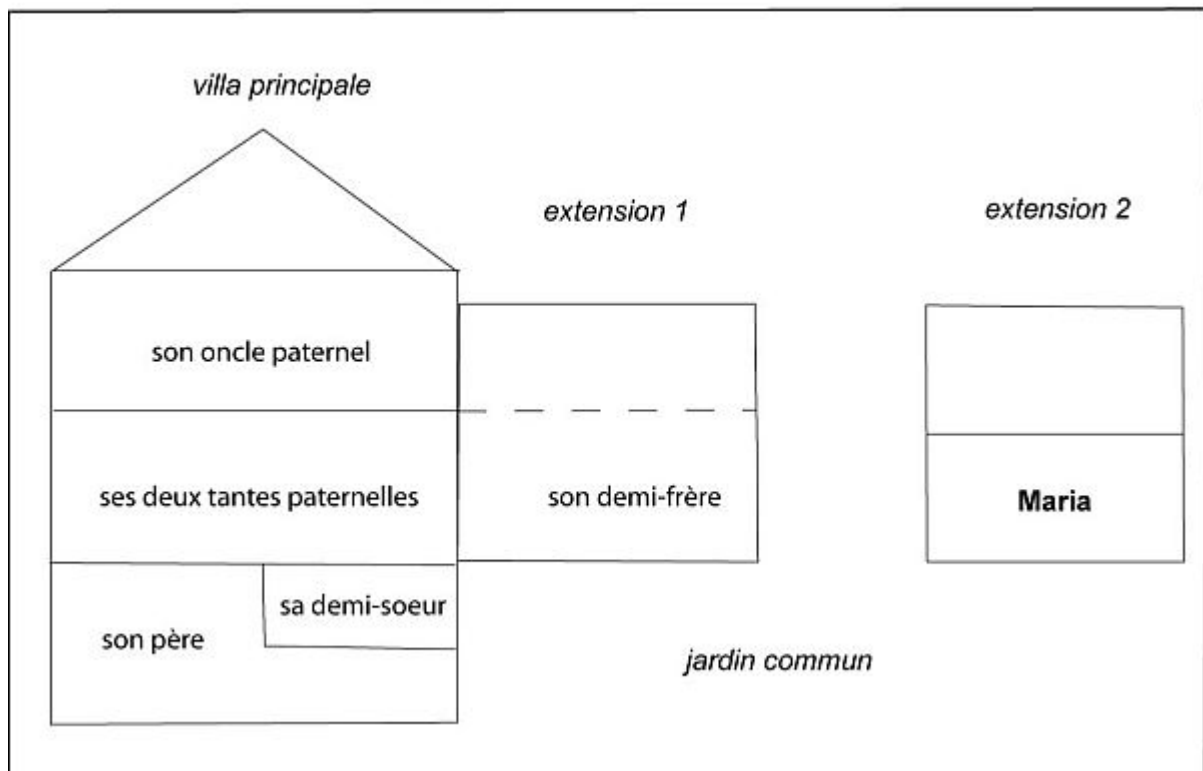 villa principale
extension 1
extension 2
son oncle paternel
ses deux tantes paternelles
son demi-frère
Maria
sa demi-soeur
son père
jardin commun